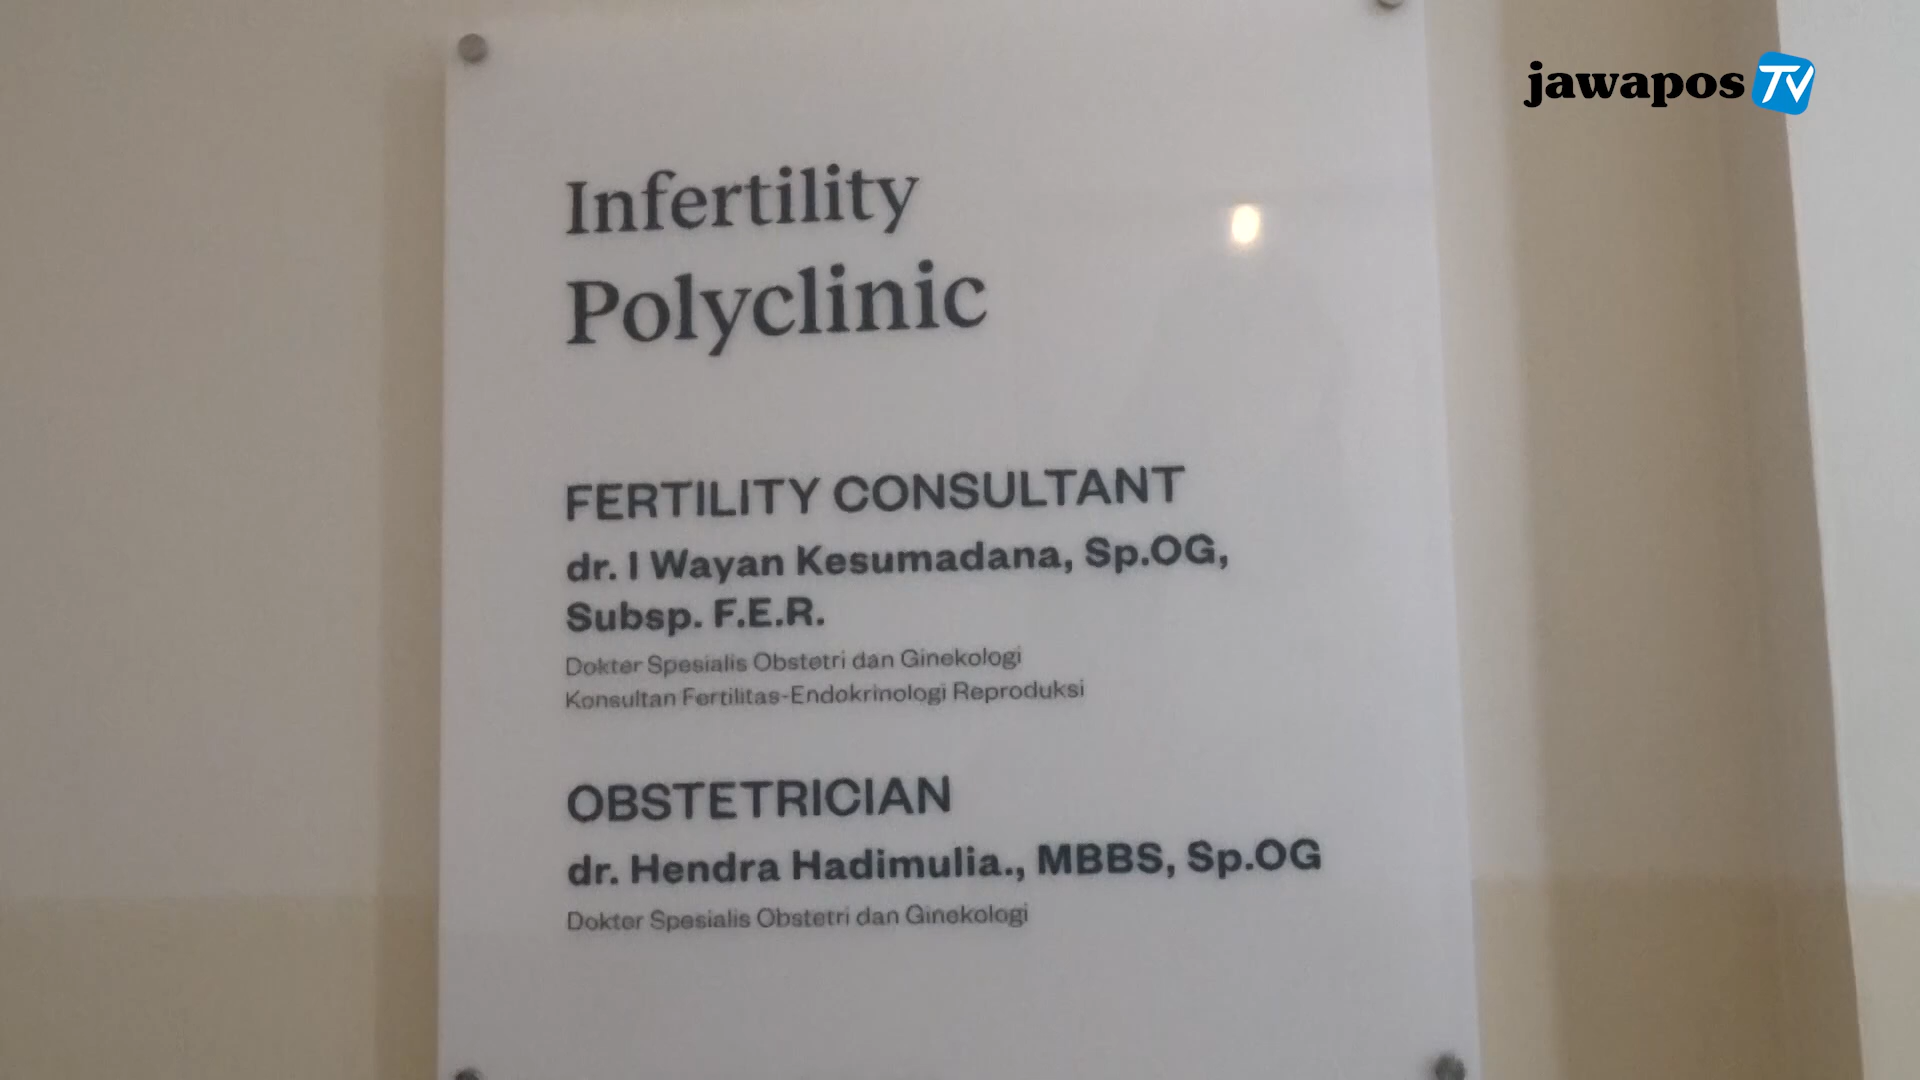 jawapos TV
Infertility
Polyclinic
FERTILITY CONSULTANT
dr. I Wayan Kesumadana, Sp.OG,
Subsp. F.E.R.
Dokter Spesialis Obstetri dan Ginekologi
Konsultan Fertilitas-Endokrinologi Reproduksi
OBSTETRICIAN
dr. Hendra Hadimulia., MBBS, Sp.OG
Dokter Spesialis Obstetri dan Ginekologi